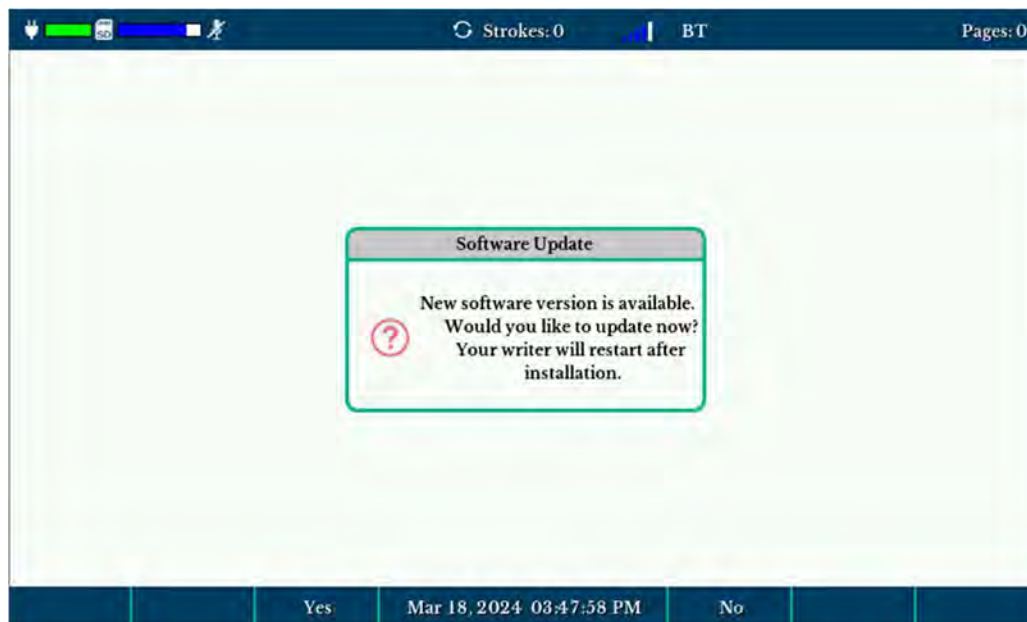 SD Strokes: 0 BT Pages: 0
Software Update
New software version is available.
Would you like to update now?
Your writer will restart after
installation.
Yes Mar 18, 2024 03:47:58 PM No